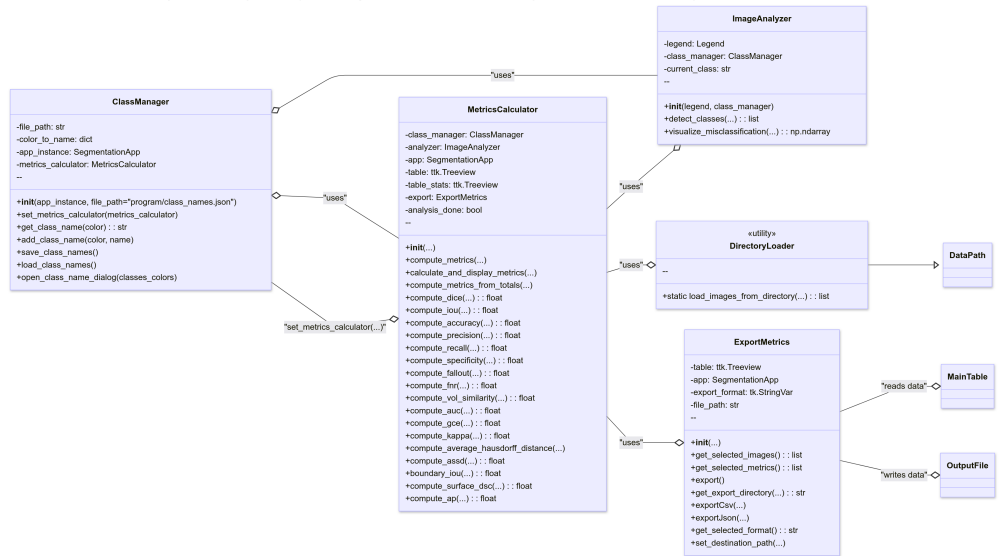 ImageAnalyzer
-legend: Legend
-class_manager: ClassManager
-current_class: str
--
+init(legend, class_manager)
+detect_classes(...) : : list
+visualize_misclassification(...) : : np.ndarray
"uses"
ClassManager
-file_path: str
-color_to_name: dict
-app_instance: SegmentationApp
-metrics_calculator: MetricsCalculator
--
+init(app_instance, file_path="program/class_names.json")
+set_metrics_calculator(metrics_calculator)
+get_class_name(color) : : str
+add_class_name(color, name)
+save_class_names()
+load_class_names()
+open_class_name_dialog(classes_colors)
"uses"
"set_metrics_calculator(...)"
MetricsCalculator
-class_manager: ClassManager
-analyzer: ImageAnalyzer
-app: SegmentationApp
-table: ttk.Treeview
-table_stats: ttk.Treeview
-export: ExportMetrics
-analysis_done: bool
--
+init(...)
+compute_metrics(...)
+calculate_and_display_metrics(...)
+compute_metrics_from_totals(...)
+compute_dice(...) : : float
+compute_iou(...) : : float
+compute_accuracy(...) : : float
+compute_precision(...) : : float
+compute_recall(...) : : float
+compute_specificity(...) : : float
+compute_fallout(...) : : float
+compute_fnr(...) : : float
+compute_vol_similarity(...) : : float
+compute_auc(...) : : float
+compute_gce(...) : : float
+compute_kappa(...) : : float
+compute_average_hausdorff_distance(...)
+compute_assd(...) : : float
+boundary_iou(...) : : float
+compute_surface_dsc(...) : : float
+compute_ap(...) : : float
"uses"
"uses"
"uses"
«utility»
DirectoryLoader
--
+static load_images_from_directory(...) : : list
DataPath
ExportMetrics
-table: ttk.Treeview
-app: SegmentationApp
-export_format: tk.StringVar
-file_path: str
--
+init(...)
+get_selected_images() : : list
+get_selected_metrics() : : list
+export()
+get_export_directory(...) : : str
+exportCsv(...)
+exportJson(...)
+get_selected_format() : : str
+set_destination_path(...)
"reads data"
MainTable
"writes data"
OutputFile